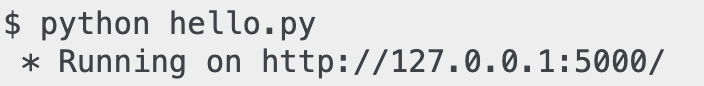 $ python hello.py
 * Running on http://127.0.0.1:5000/